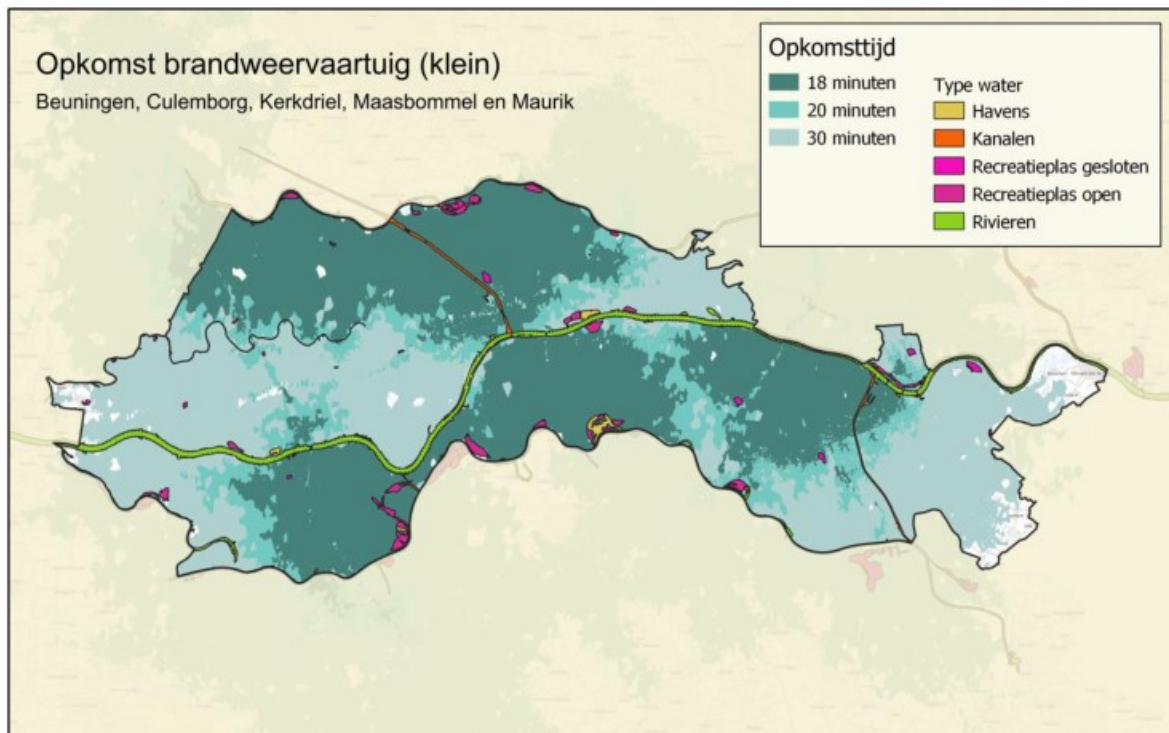 Opkomst brandweervaartuig (klein)
Beuningen, Culemborg, Kerkdriel, Maasbommel en Maurik
Opkomsttijd
18 minuten
20 minuten
30 minuten
Type water
Havens
Kanalen
Recreatieplas gesloten
Recreatieplas open
Rivieren